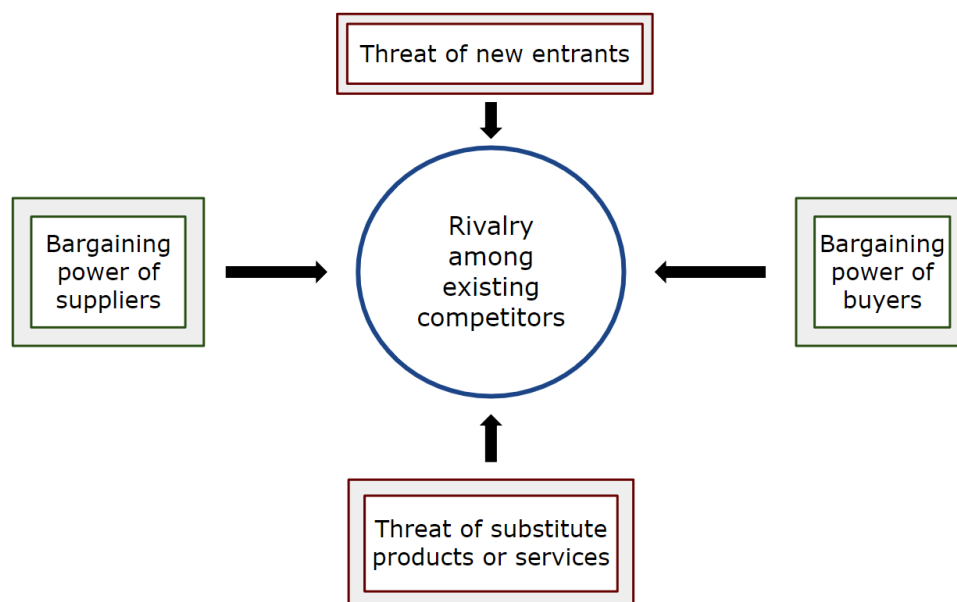 Threat of new entrants
Bargaining
power of
suppliers
Rivalry
among
existing
competitors
Bargaining
power of
buyers
Threat of substitute
products or services